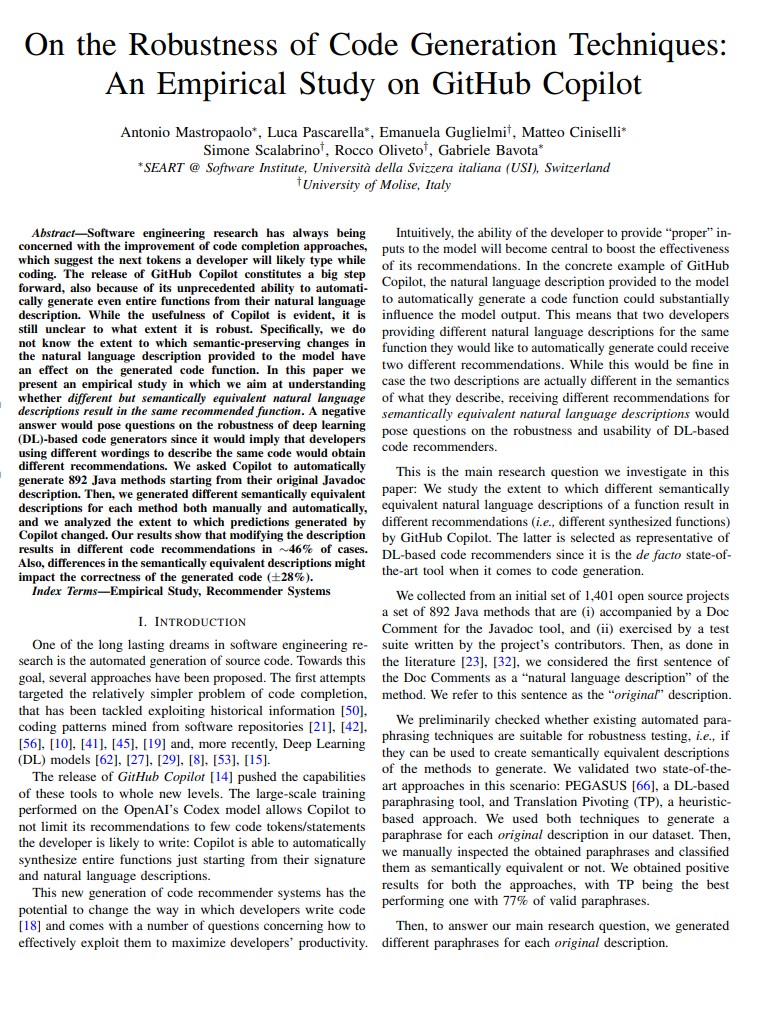 On the Robustness of Code Generation Techniques:
An Empirical Study on GitHub Copilot
Antonio Mastropaolo∗, Luca Pascarella∗, Emanuela Guglielmi†, Matteo Ciniselli∗
Simone Scalabrino†, Rocco Oliveto†, Gabriele Bavota∗
∗SEART @ Software Institute, Università della Svizzera italiana (USI), Switzerland
†University of Molise, Italy
Abstract—Software engineering research has always being
concerned with the improvement of code completion approaches,
which suggest the next tokens a developer will likely type while
coding. The release of GitHub Copilot constitutes a big step
forward, also because of its unprecedented ability to automati-
cally generate even entire functions from their natural language
description. While the usefulness of Copilot is evident, it is
still unclear to what extent it is robust. Specifically, we do
not know the extent to which semantic-preserving changes in
the natural language description provided to the model have
an effect on the generated code function. In this paper we
present an empirical study in which we aim at understanding
whether different but semantically equivalent natural language
descriptions result in the same recommended function. A negative
answer would pose questions on the robustness of deep learning
(DL)-based code generators since it would imply that developers
using different wordings to describe the same code would obtain
different recommendations. We asked Copilot to automatically
generate 892 Java methods starting from their original Javadoc
description. Then, we generated different semantically equivalent
descriptions for each method both manually and automatically,
and we analyzed the extent to which predictions generated by
Copilot changed. Our results show that modifying the description
results in different code recommendations in ∼46% of cases.
Also, differences in the semantically equivalent descriptions might
impact the correctness of the generated code (±28%).
Index Terms—Empirical Study, Recommender Systems
I. INTRODUCTION
One of the long lasting dreams in software engineering re-
search is the automated generation of source code. Towards this
goal, several approaches have been proposed. The first attempts
targeted the relatively simpler problem of code completion,
that has been tackled exploiting historical information [50],
coding patterns mined from software repositories [21], [42],
[56], [10], [41], [45], [19] and, more recently, Deep Learning
(DL) models [62], [27], [29], [8], [53], [15].
The release of GitHub Copilot [14] pushed the capabilities
of these tools to whole new levels. The large-scale training
performed on the OpenAI's Codex model allows Copilot to
not limit its recommendations to few code tokens/statements
the developer is likely to write: Copilot is able to automatically
synthesize entire functions just starting from their signature
and natural language descriptions.
This new generation of code recommender systems has the
potential to change the way in which developers write code
[18] and comes with a number of questions concerning how to
effectively exploit them to maximize developers' productivity.
Intuitively, the ability of the developer to provide “proper” in-
puts to the model will become central to boost the effectiveness
of its recommendations. In the concrete example of GitHub
Copilot, the natural language description provided to the model
to automatically generate a code function could substantially
influence the model output. This means that two developers
providing different natural language descriptions for the same
function they would like to automatically generate could receive
two different recommendations. While this would be fine in
case the two descriptions are actually different in the semantics
of what they describe, receiving different recommendations for
semantically equivalent natural language descriptions would
pose questions on the robustness and usability of DL-based
code recommenders.
This is the main research question we investigate in this
paper: We study the extent to which different semantically
equivalent natural language descriptions of a function result in
different recommendations (i.e., different synthesized functions)
by GitHub Copilot. The latter is selected as representative of
DL-based code recommenders since it is the de facto state-of-
the-art tool when it comes to code generation.
We collected from an initial set of 1,401 open source projects
a set of 892 Java methods that are (i) accompanied by a Doc
Comment for the Javadoc tool, and (ii) exercised by a test
suite written by the project's contributors. Then, as done in
the literature [23], [32], we considered the first sentence of
the Doc Comments as a “natural language description” of the
method. We refer to this sentence as the “original” description.
We preliminarily checked whether existing automated para-
phrasing techniques are suitable for robustness testing, i.e., if
they can be used to create semantically equivalent descriptions
of the methods to generate. We validated two state-of-the-
art approaches in this scenario: PEGASUS [66], a DL-based
paraphrasing tool, and Translation Pivoting (TP), a heuristic-
based approach. We used both techniques to generate a
paraphrase for each original description in our dataset. Then,
we manually inspected the obtained paraphrases and classified
them as semantically equivalent or not. We obtained positive
results for both the approaches, with TP being the best
performing one with 77% of valid paraphrases.
Then, to answer our main research question, we generated
different paraphrases for each original description.